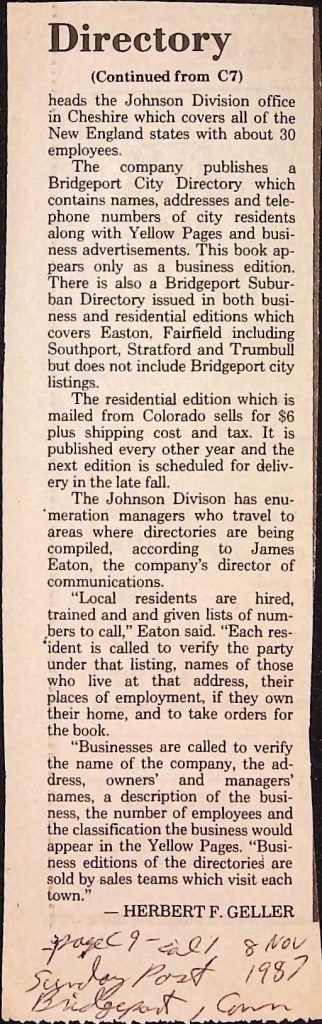 Directory
(Continued from C7)
heads the Johnson Division office
in Cheshire which covers all of the
New England states with about 30
employees.
The company publishes a
Bridgeport City Directory which
contains names, addresses and tele-
phone numbers of city residents
along with Yellow Pages and busi-
ness advertisements. This book ap-
pears only as a business edition.
There is also a Bridgeport Subur-
ban Directory issued in both busi-
ness and residential editions which
covers Easton, Fairfield including
Southport, Stratford and Trumbull
but does not include Bridgeport city
listings.
The residential edition which is
mailed from Colorado sells for $6
plus shipping cost and tax. It is
published every other year and the
next edition is scheduled for deliv-
ery in the late fall.
The Johnson Divison has enu-
meration managers who travel to
areas where directories are being
compiled, according to James
Eaton, the company's director of
communications.
"Local residents are hired,
trained and and given lists of num-
bers to call," Eaton said. "Each res-
ident is called to verify the party
under that listing, names of those
who live at that address, their
places of employment, if they own
their home, and to take orders for
the book.
"Businesses are called to verify
the name of the company, the ad-
dress, owners' and managers'
names, a description of the busi-
ness, the number of employees and
the classification the business would
appear in the Yellow Pages. "Busi-
ness editions of the directories are
sold by sales teams which visit each
town."
— HERBERT F. GELLER
page C9 - col 1 8 Nov
Sunday Post 1987
Bridgeport, Conn